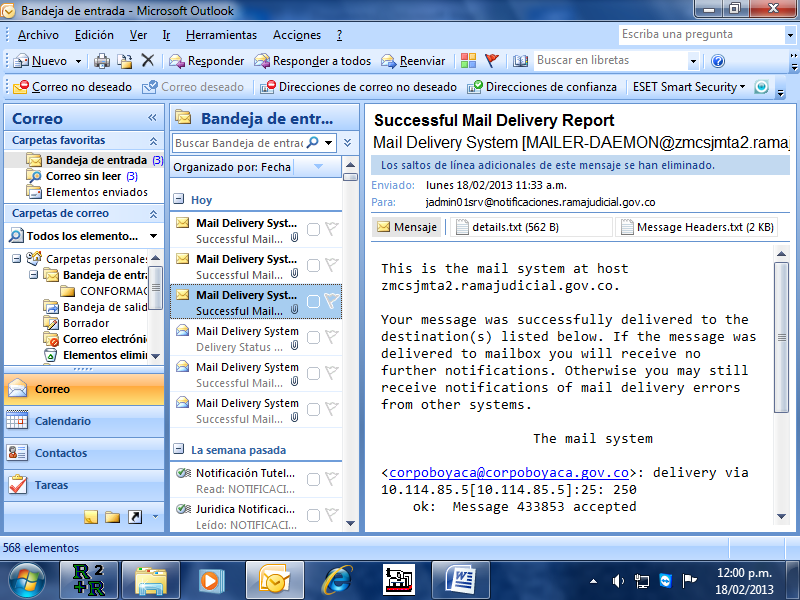 Bandeja de entrada - Microsoft Outlook
Archivo Edición Ver Ir Herramientas Acciones ?
Escriba una pregunta
Nuevo Responder Responder a todos Reenviar Buscar en libretas
Correo no deseado Correo deseado Direcciones de correo no deseado Direcciones de confianza ESET Smart Security
Correo
Carpetas favoritas
Bandeja de entrada (3)
Correo sin leer (3)
Elementos enviados
Carpetas de correo
Todos los elemento...
Carpetas personale
Bandeja de entra
CONFORMAC
Bandeja de salid
Borrador
Correo electróni
Elementos elimi
Correo
Calendario
Contactos
Tareas
Bandeja de entr...
Buscar Bandeja de entrac
Organizado por: Fecha
Hoy
Mail Delivery Syst...
Successful Mail...
Mail Delivery Syst...
Successful Mail...
Mail Delivery Syst...
Successful Mail...
Mail Delivery System
Delivery Status ...
Mail Delivery System
Successful Mail...
Mail Delivery System
Successful Mail...
La semana pasada
Notificación Tutel...
Read: NOTIFICACI...
Juridica Notificaci...
Leído: NOTIFICACI...
Successful Mail Delivery Report
Mail Delivery System [MAILER-DAEMON@zmcsjmta2.ramaj
Los saltos de línea adicionales de este mensaje se han eliminado.
Enviado: lunes 18/02/2013 11:33 a.m.
Para: jadmin01srv@notificaciones.ramajudicial.gov.co
Mensaje details.txt (562 B) Message Headers.txt (2 KB)
This is the mail system at host
zmcsjmta2.ramajudicial.gov.co.
Your message was successfully delivered to the
destination(s) listed below. If the message was
delivered to mailbox you will receive no
further notifications. Otherwise you may still
receive notifications of mail delivery errors
from other systems.
The mail system
<corpoboyaca@corpoboyaca.gov.co>: delivery via
10.114.85.5[10.114.85.5]:25: 250
ok: Message 433853 accepted
568 elementos
R2
+R
12:00 p.m.
18/02/2013